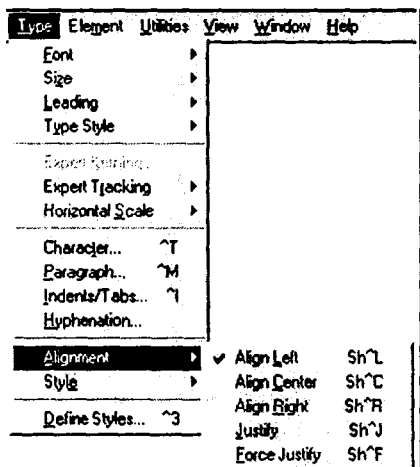 Type Element Utilities View Window Help
Font
Size
Leading
Type Style
Expert Kerning...
Expert Tracking
Horizontal Scale
Character... ^T
Paragraph... ^M
Indents/Tabs... ^I
Hyphenation...
Alignment ✓ Align Left Sh^L
Style Align Center Sh^C
Align Right Sh^R
Define Styles... ^3 Justify Sh^J
Force Justify Sh^F